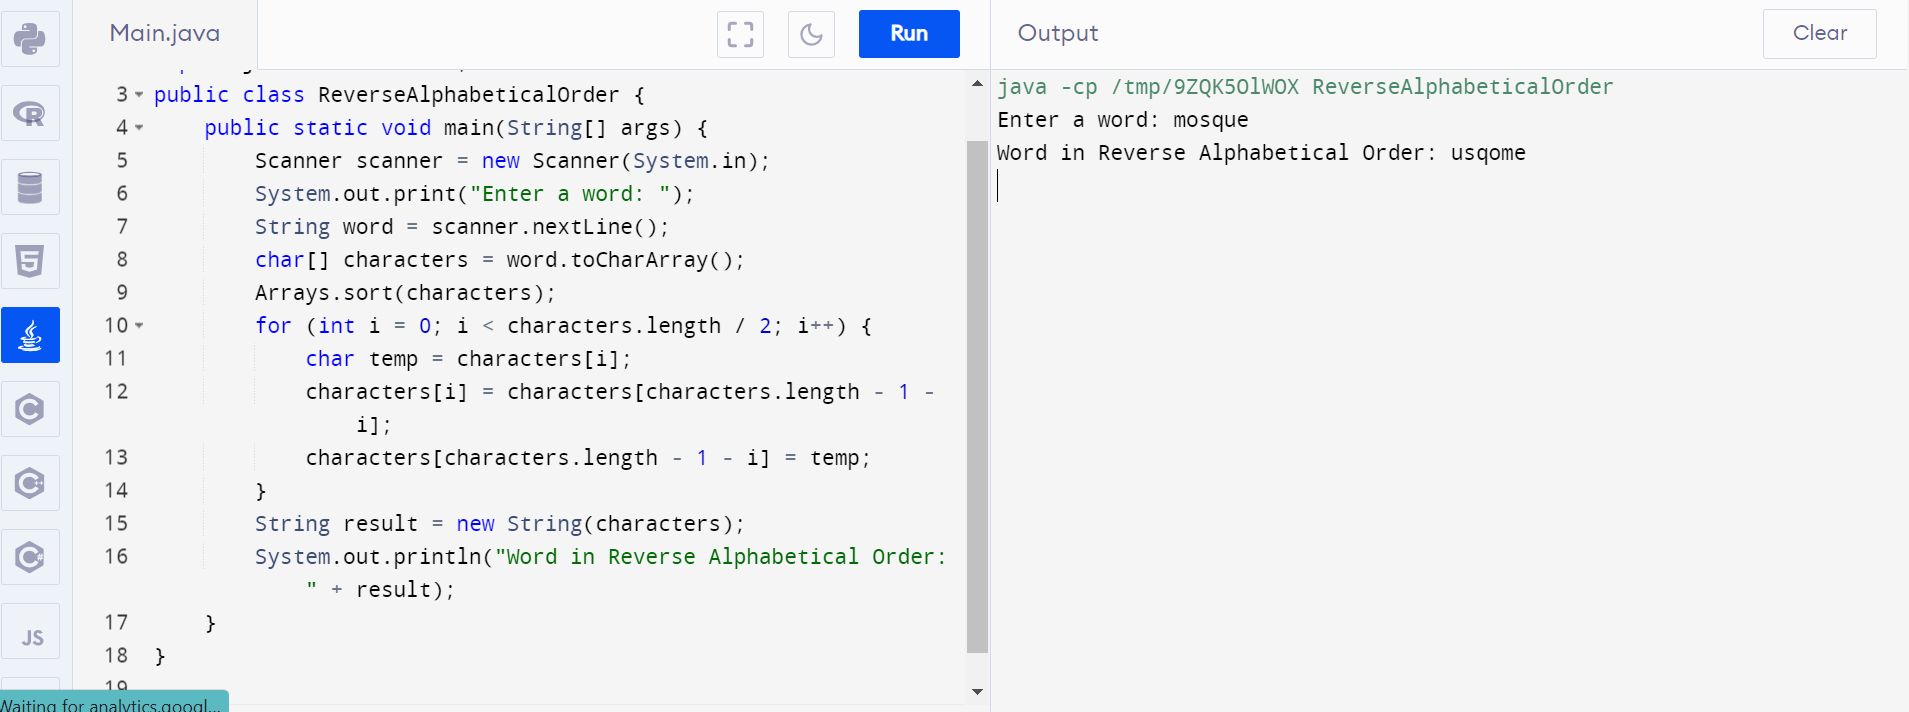 Main.java
Run
Output
Clear
3 public class ReverseAlphabeticalOrder {
4 public static void main(String[] args) {
5 Scanner scanner = new Scanner(System.in);
6 System.out.print("Enter a word: ");
7 String word = scanner.nextLine();
8 char[] characters = word.toCharArray();
9 Arrays.sort(characters);
10 for (int i = 0; i < characters.length / 2; i++) {
11 char temp = characters[i];
12 characters[i] = characters[characters.length - 1 -
i];
13 characters[characters.length - 1 - i] = temp;
14 }
15 String result = new String(characters);
16 System.out.println("Word in Reverse Alphabetical Order:
" + result);
17 }
18 }
19
java -cp /tmp/9ZQK5OlWOX ReverseAlphabeticalOrder
Enter a word: mosque
Word in Reverse Alphabetical Order: usqome
R
5
C
C++
C#
JS
Waiting for analytics.googl...